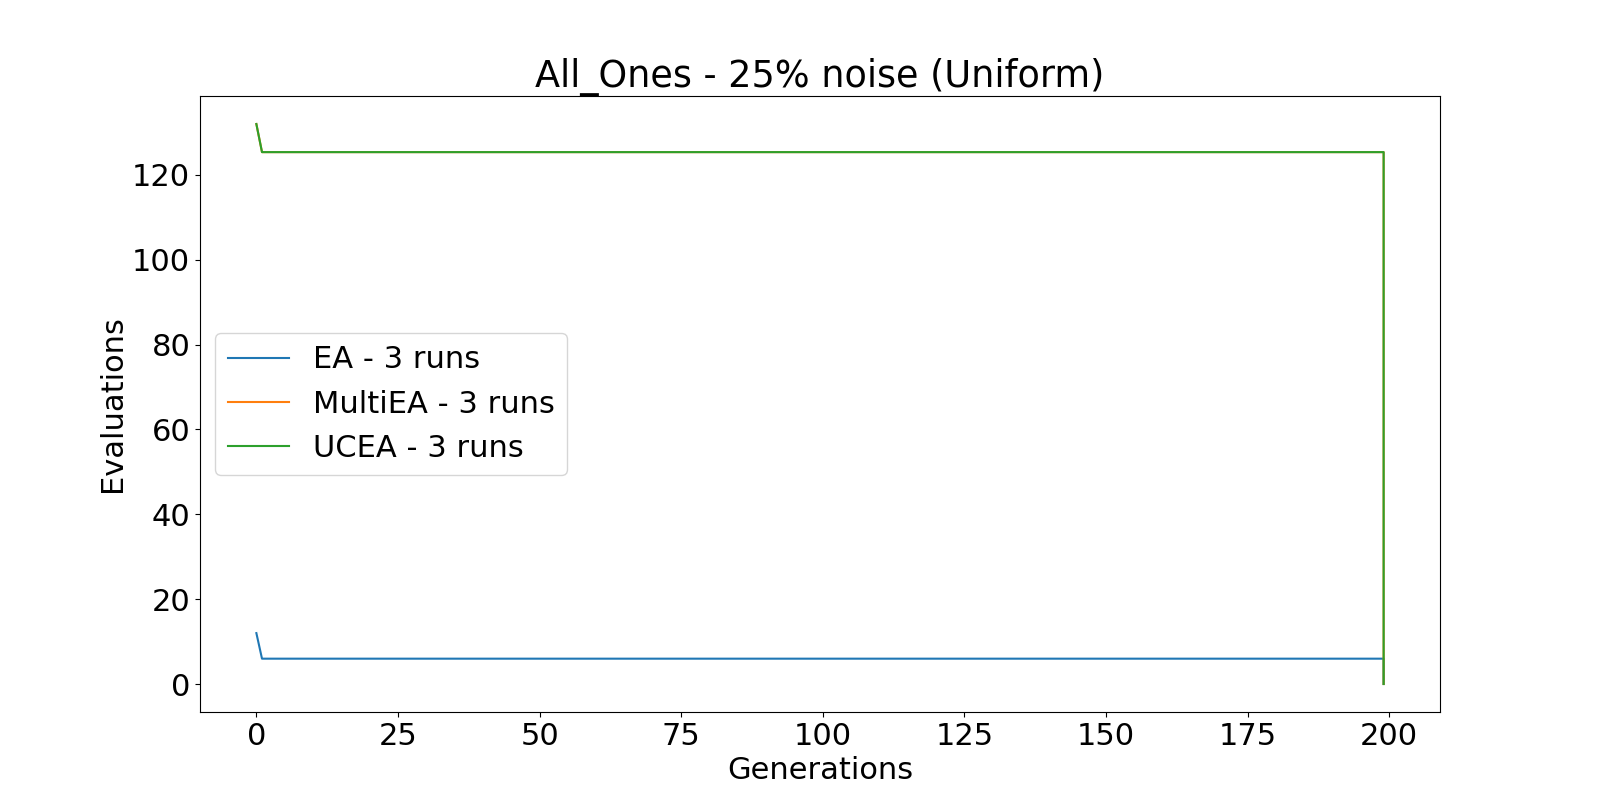 All_Ones - 25% noise (Uniform)
Evaluations
120
100
80
60
40
20
0
EA - 3 runs
MultiEA - 3 runs
UCEA - 3 runs
0 25 50 75 100 125 150 175 200
Generations